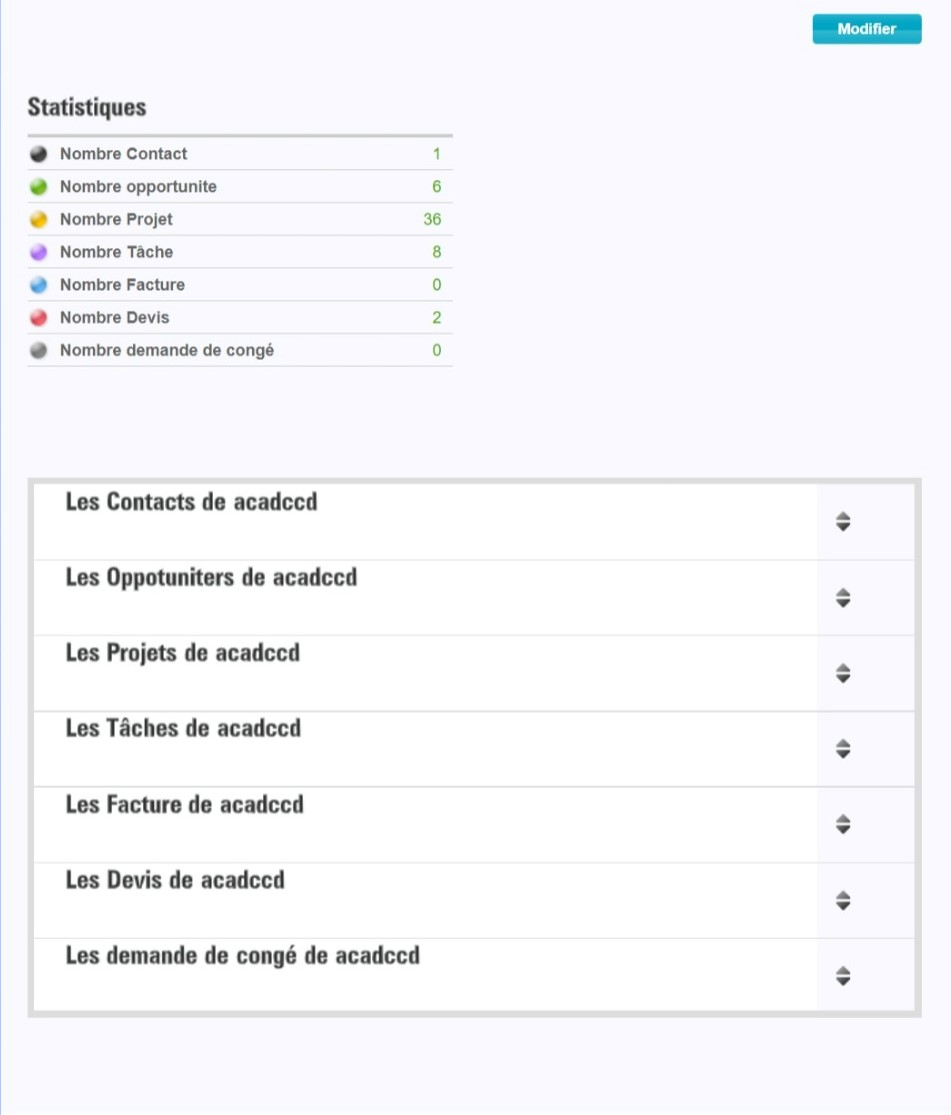 Modifier
Statistiques
Nombre Contact 1
Nombre opportunite 6
Nombre Projet 36
Nombre Tâche 8
Nombre Facture 0
Nombre Devis 2
Nombre demande de congé 0
Les Contacts de acadccd
Les Oppotuniters de acadccd
Les Projets de acadccd
Les Tâches de acadccd
Les Facture de acadccd
Les Devis de acadccd
Les demande de congé de acadccd